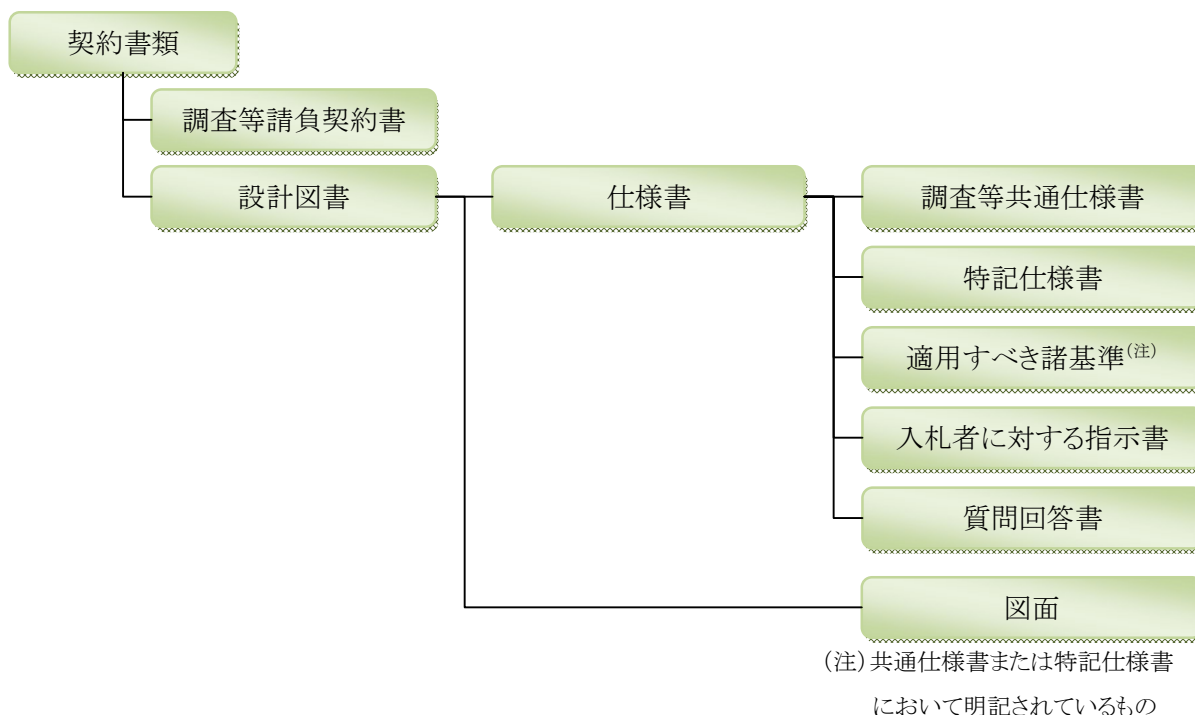 契約書類
調査等請負契約書
設計図書
仕様書
調査等共通仕様書
特記仕様書
適用すべき諸基準(注)
入札者に対する指示書
質問回答書
図面
(注)共通仕様書または特記仕様書
において明記されているもの